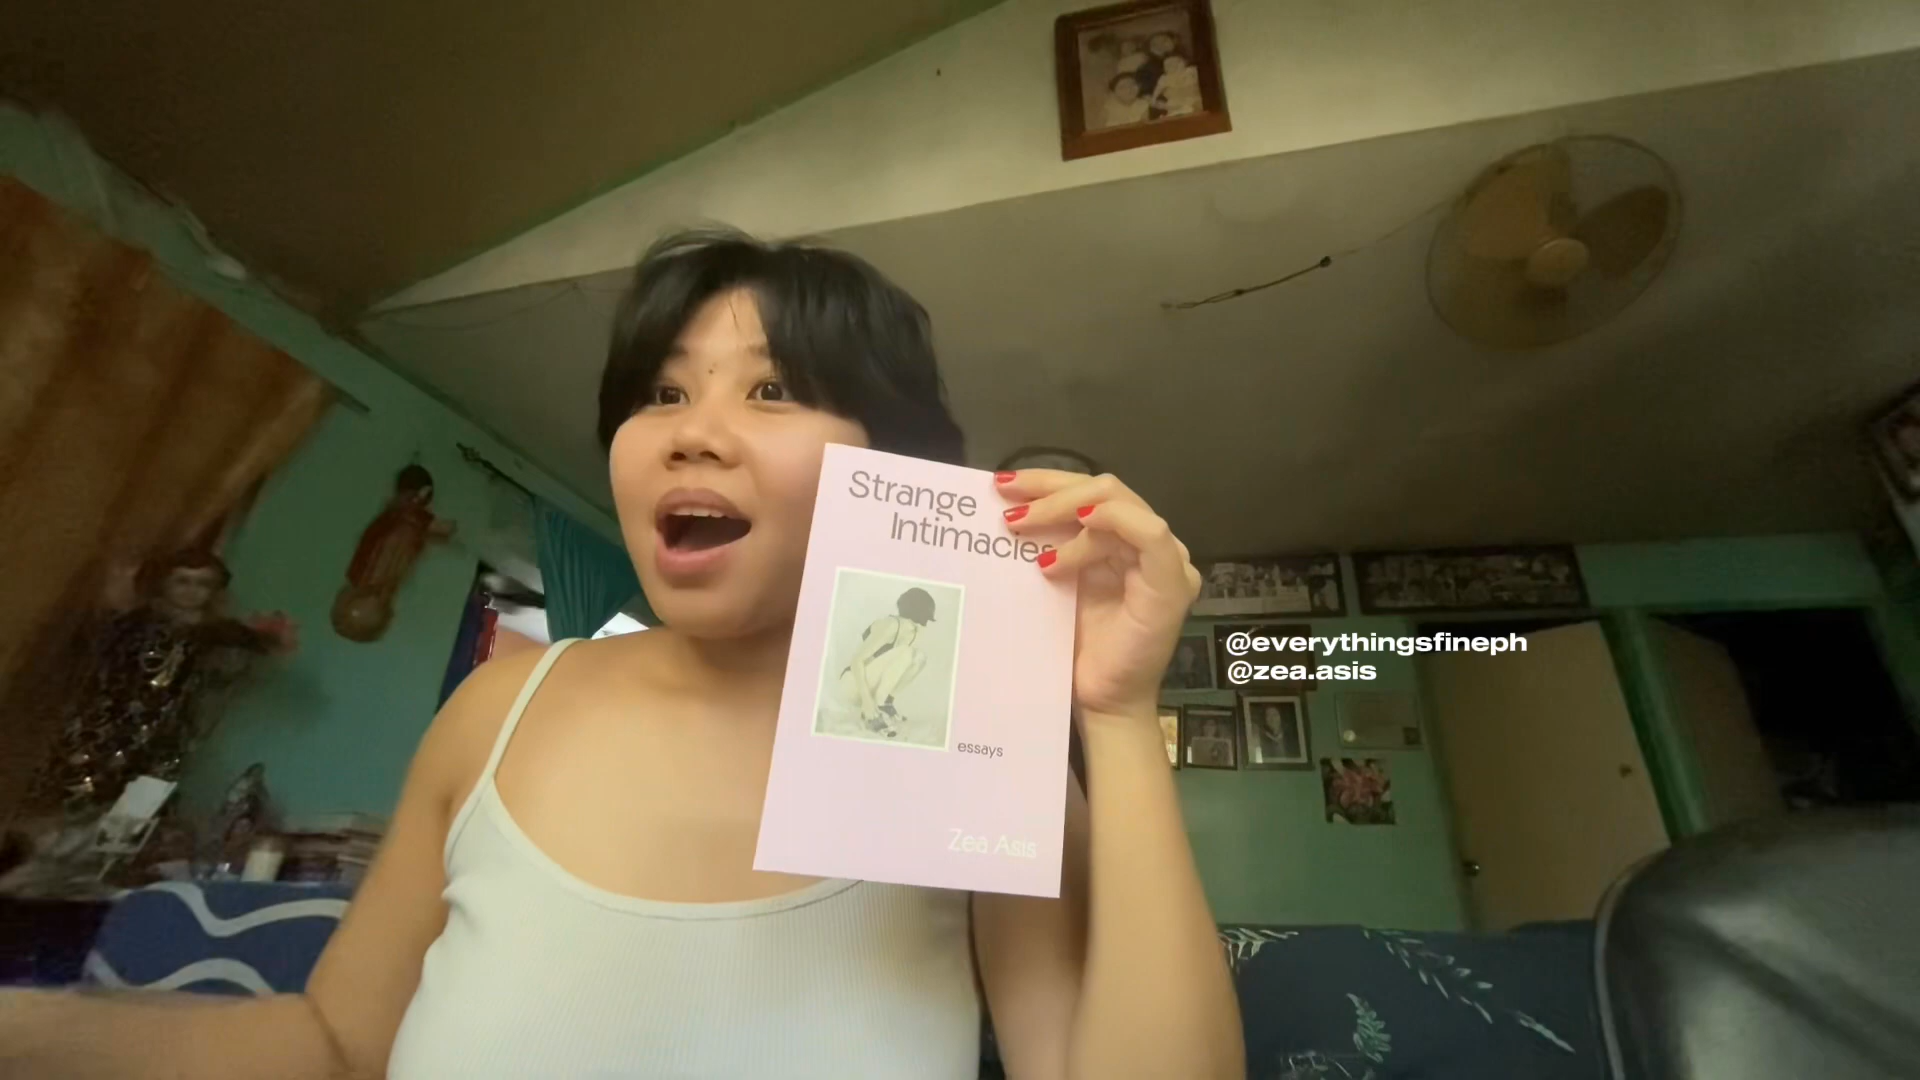 Strange
Intimacies
essays
Zea Asis
@everythingsfineph
@zea.asis